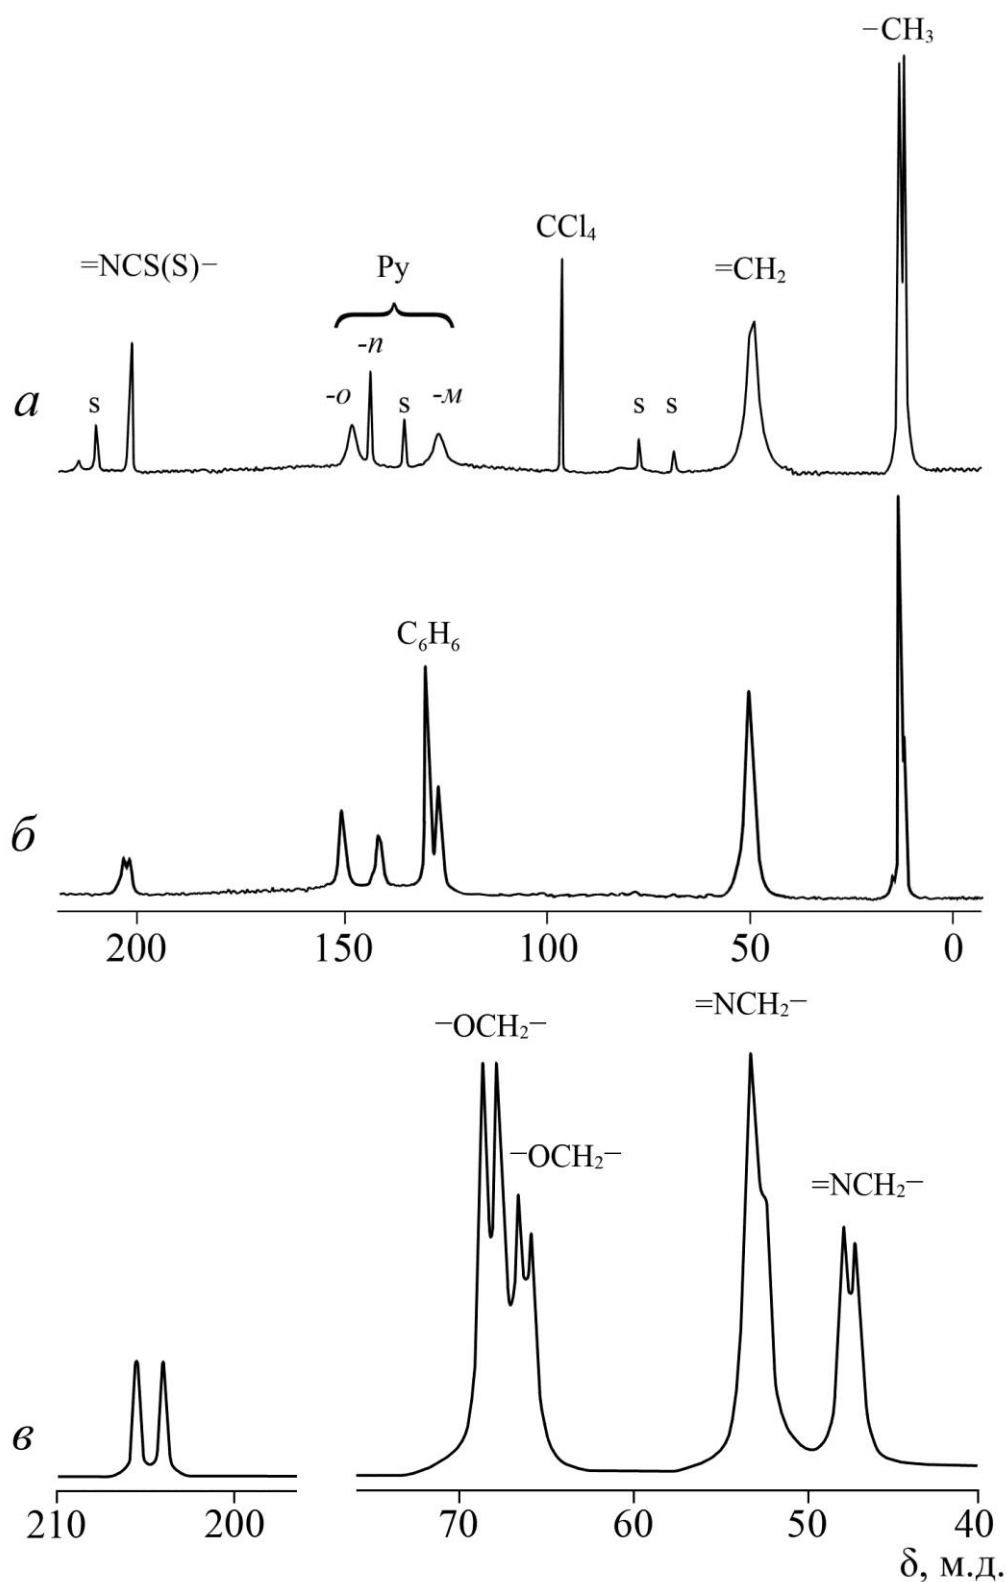 –CH₃
CCl₄
=NCS(S)–
Py
=CH₂
-п
-о
-м
s
s
s
s
а
C₆H₆
б
200
150
100
50
0
=NCH₂–
–OCH₂–
–OCH₂–
=NCH₂–
в
210
200
70
60
50
40
δ, м.д.